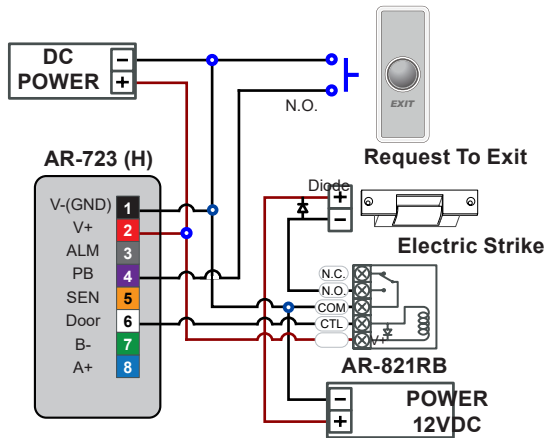 DC
POWER
−
+
N.O.
EXIT
Request To Exit
AR-723 (H)
V-(GND) 1
V+ 2
ALM 3
PB 4
SEN 5
Door 6
B- 7
A+ 8
Diode
+
−
Electric Strike
N.C.
N.O.
COM
CTL
V+
AR-821RB
−
+
POWER
12VDC